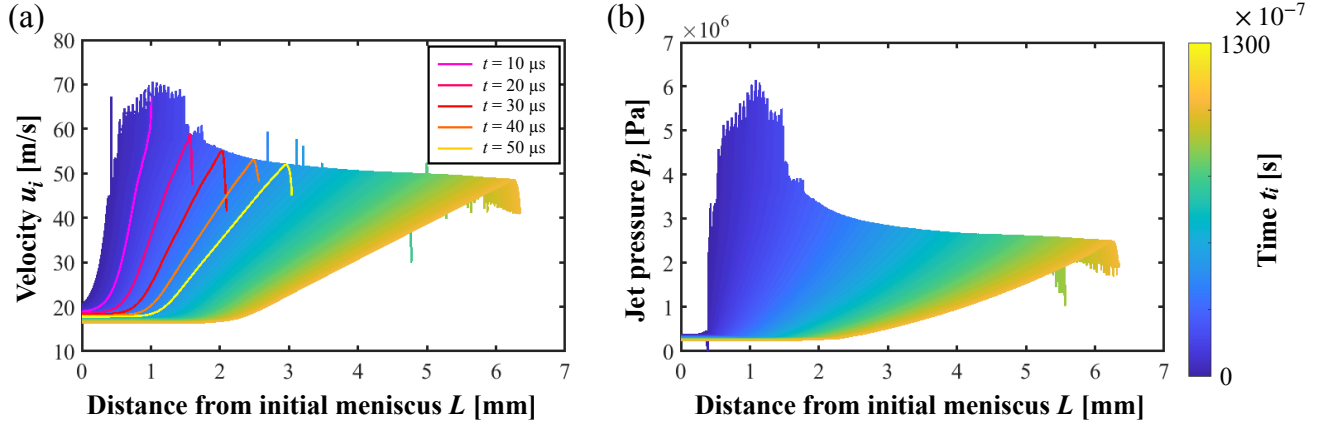 (a)
80
70
60
50
40
30
20
10
Velocity u_i [m/s]
0 1 2 3 4 5 6 7
Distance from initial meniscus L [mm]
t = 10 µs
t = 20 µs
t = 30 µs
t = 40 µs
t = 50 µs
(b)
×10⁶
7
6
5
4
3
2
1
0
Jet pressure p_i [Pa]
0 1 2 3 4 5 6 7
Distance from initial meniscus L [mm]
× 10⁻⁷
1300
0
Time t_i [s]